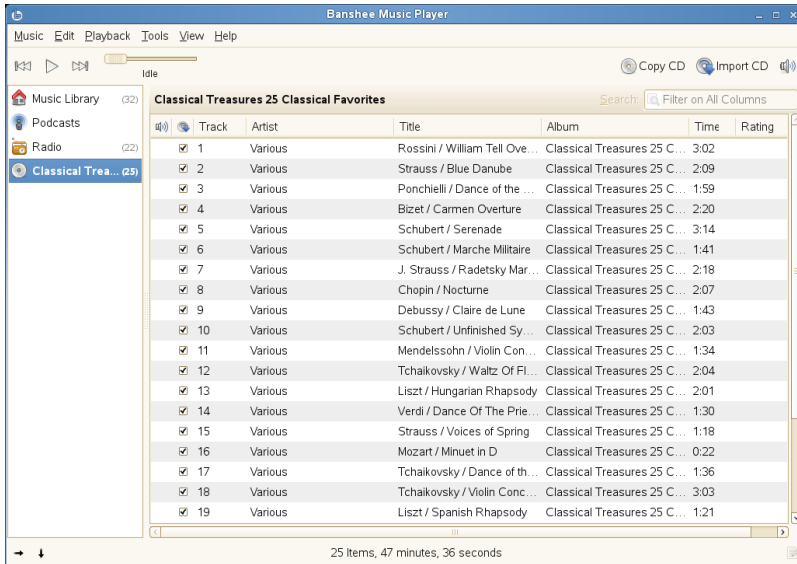 Banshee Music Player
Music Edit Playback Tools View Help
Idle
Copy CD Import CD
Music Library (32)
Podcasts
Radio (22)
Classical Trea... (25)
Classical Treasures 25 Classical Favorites
Search: Filter on All Columns
Track Artist Title Album Time Rating
1 Various Rossini / William Tell Ove... Classical Treasures 25 C... 3:02
2 Various Strauss / Blue Danube Classical Treasures 25 C... 2:09
3 Various Ponchielli / Dance of the ... Classical Treasures 25 C... 1:59
4 Various Bizet / Carmen Overture Classical Treasures 25 C... 2:20
5 Various Schubert / Serenade Classical Treasures 25 C... 3:14
6 Various Schubert / Marche Militaire Classical Treasures 25 C... 1:41
7 Various J. Strauss / Radetsky Mar... Classical Treasures 25 C... 2:18
8 Various Chopin / Nocturne Classical Treasures 25 C... 2:07
9 Various Debussy / Claire de Lune Classical Treasures 25 C... 1:43
10 Various Schubert / Unfinished Sy... Classical Treasures 25 C... 2:03
11 Various Mendelssohn / Violin Con... Classical Treasures 25 C... 1:34
12 Various Tchaikovsky / Waltz Of Fl... Classical Treasures 25 C... 2:04
13 Various Liszt / Hungarian Rhapsody Classical Treasures 25 C... 2:01
14 Various Verdi / Dance Of The Prie... Classical Treasures 25 C... 1:30
15 Various Strauss / Voices of Spring Classical Treasures 25 C... 1:18
16 Various Mozart / Minuet in D Classical Treasures 25 C... 0:22
17 Various Tchaikovsky / Dance of th... Classical Treasures 25 C... 1:36
18 Various Tchaikovsky / Violin Conc... Classical Treasures 25 C... 3:03
19 Various Liszt / Spanish Rhapsody Classical Treasures 25 C... 1:21
25 Items, 47 minutes, 36 seconds